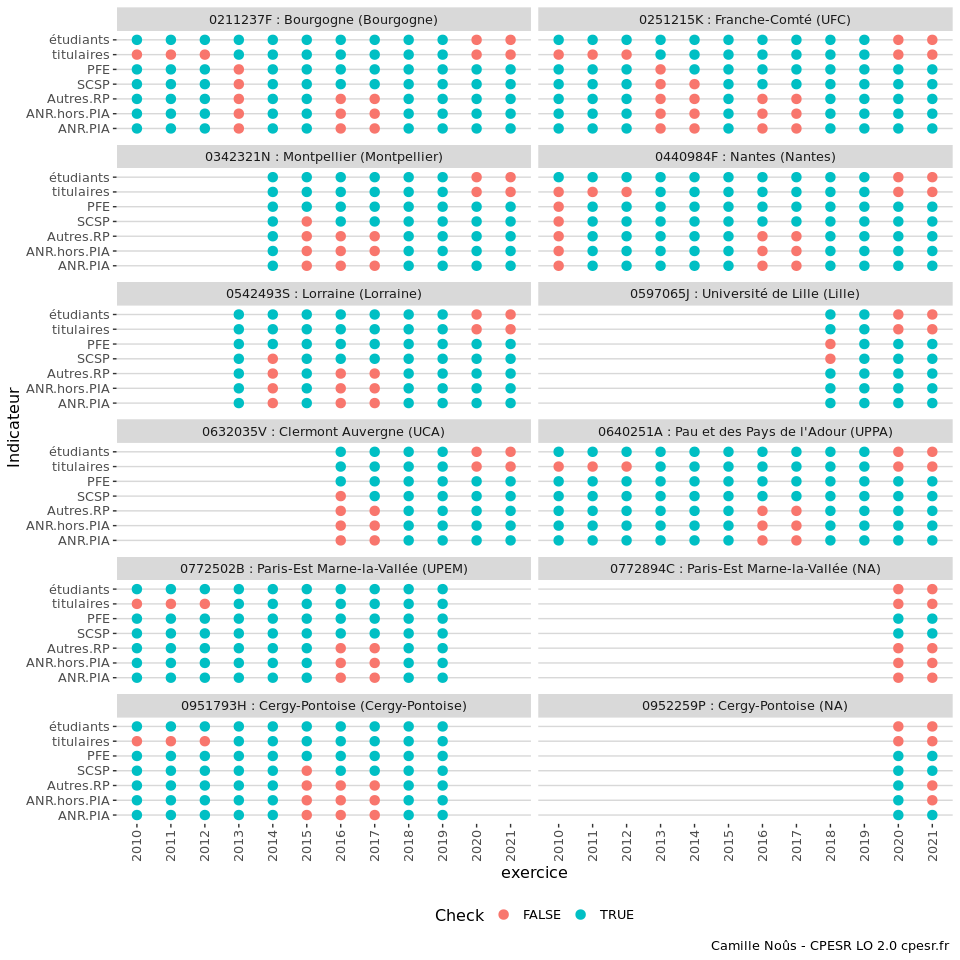 0211237F : Bourgogne (Bourgogne)
0251215K : Franche-Comté (UFC)
étudiants
titulaires
PFE
SCSP
Autres.RP
ANR.hors.PIA
ANR.PIA
0342321N : Montpellier (Montpellier)
0440984F : Nantes (Nantes)
étudiants
titulaires
PFE
SCSP
Autres.RP
ANR.hors.PIA
ANR.PIA
0542493S : Lorraine (Lorraine)
0597065J : Université de Lille (Lille)
étudiants
titulaires
PFE
SCSP
Autres.RP
ANR.hors.PIA
ANR.PIA
Indicateur
0632035V : Clermont Auvergne (UCA)
0640251A : Pau et des Pays de l'Adour (UPPA)
étudiants
titulaires
PFE
SCSP
Autres.RP
ANR.hors.PIA
ANR.PIA
0772502B : Paris-Est Marne-la-Vallée (UPEM)
0772894C : Paris-Est Marne-la-Vallée (NA)
étudiants
titulaires
PFE
SCSP
Autres.RP
ANR.hors.PIA
ANR.PIA
0951793H : Cergy-Pontoise (Cergy-Pontoise)
0952259P : Cergy-Pontoise (NA)
étudiants
titulaires
PFE
SCSP
Autres.RP
ANR.hors.PIA
ANR.PIA
2010 2011 2012 2013 2014 2015 2016 2017 2018 2019 2020 2021
2010 2011 2012 2013 2014 2015 2016 2017 2018 2019 2020 2021
exercice
Check FALSE TRUE
Camille Noûs - CPESR LO 2.0 cpesr.fr